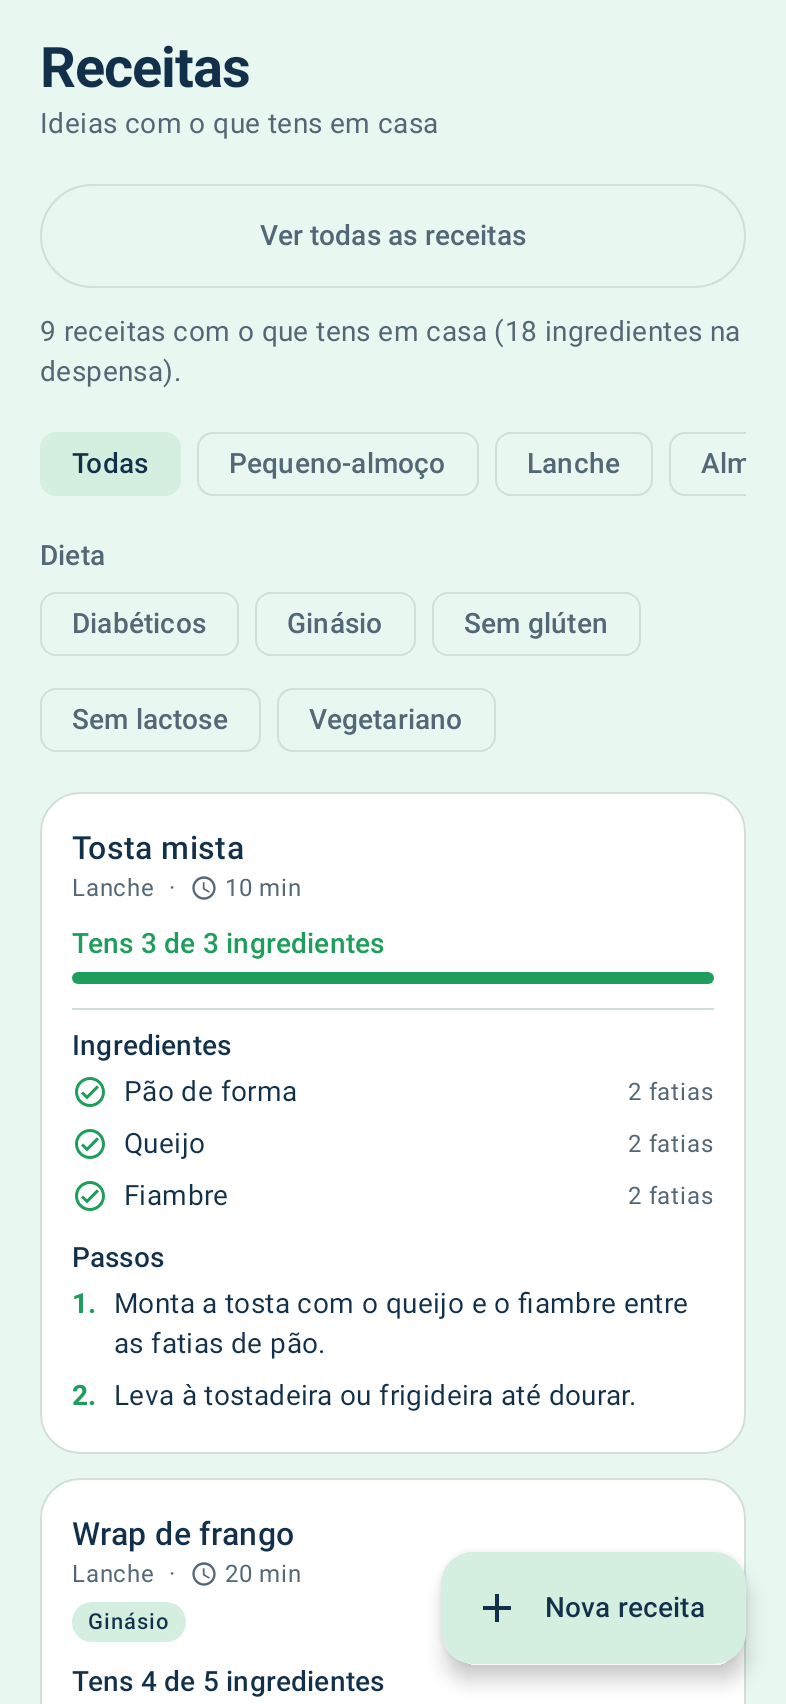 Receitas
Ideias com o que tens em casa
Ver todas as receitas
9 receitas com o que tens em casa (18 ingredientes na
despensa).
Todas
Pequeno-almoço
Lanche
Alm
Dieta
Diabéticos
Ginásio
Sem glúten
Sem lactose
Vegetariano
Tosta mista
Lanche · 10 min
Tens 3 de 3 ingredientes
Ingredientes
Pão de forma 2 fatias
Queijo 2 fatias
Fiambre 2 fatias
Passos
1. Monta a tosta com o queijo e o fiambre entre
as fatias de pão.
2. Leva à tostadeira ou frigideira até dourar.
Wrap de frango
Lanche · 20 min
Ginásio
Nova receita
Tens 4 de 5 ingredientes